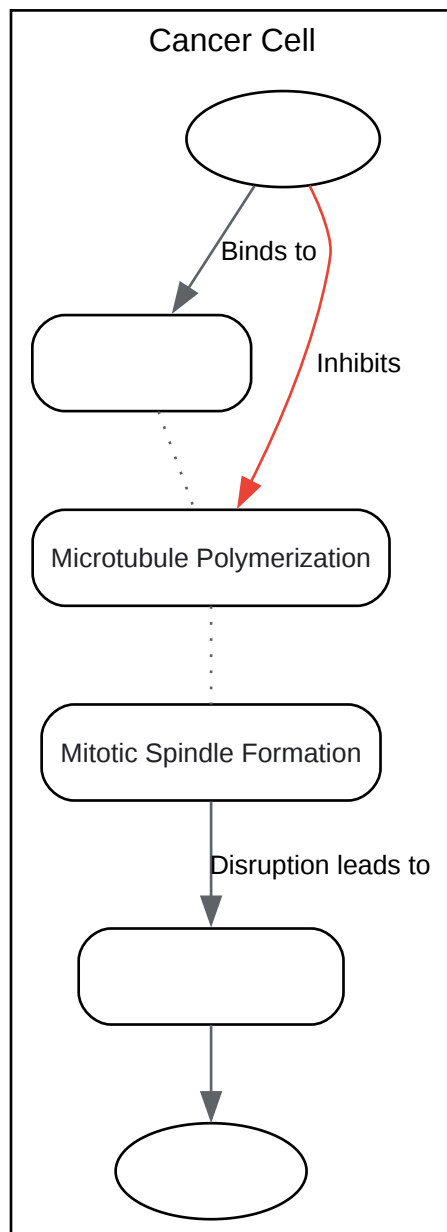 Cancer Cell
Binds to
Inhibits
Microtubule Polymerization
Mitotic Spindle Formation
Disruption leads to